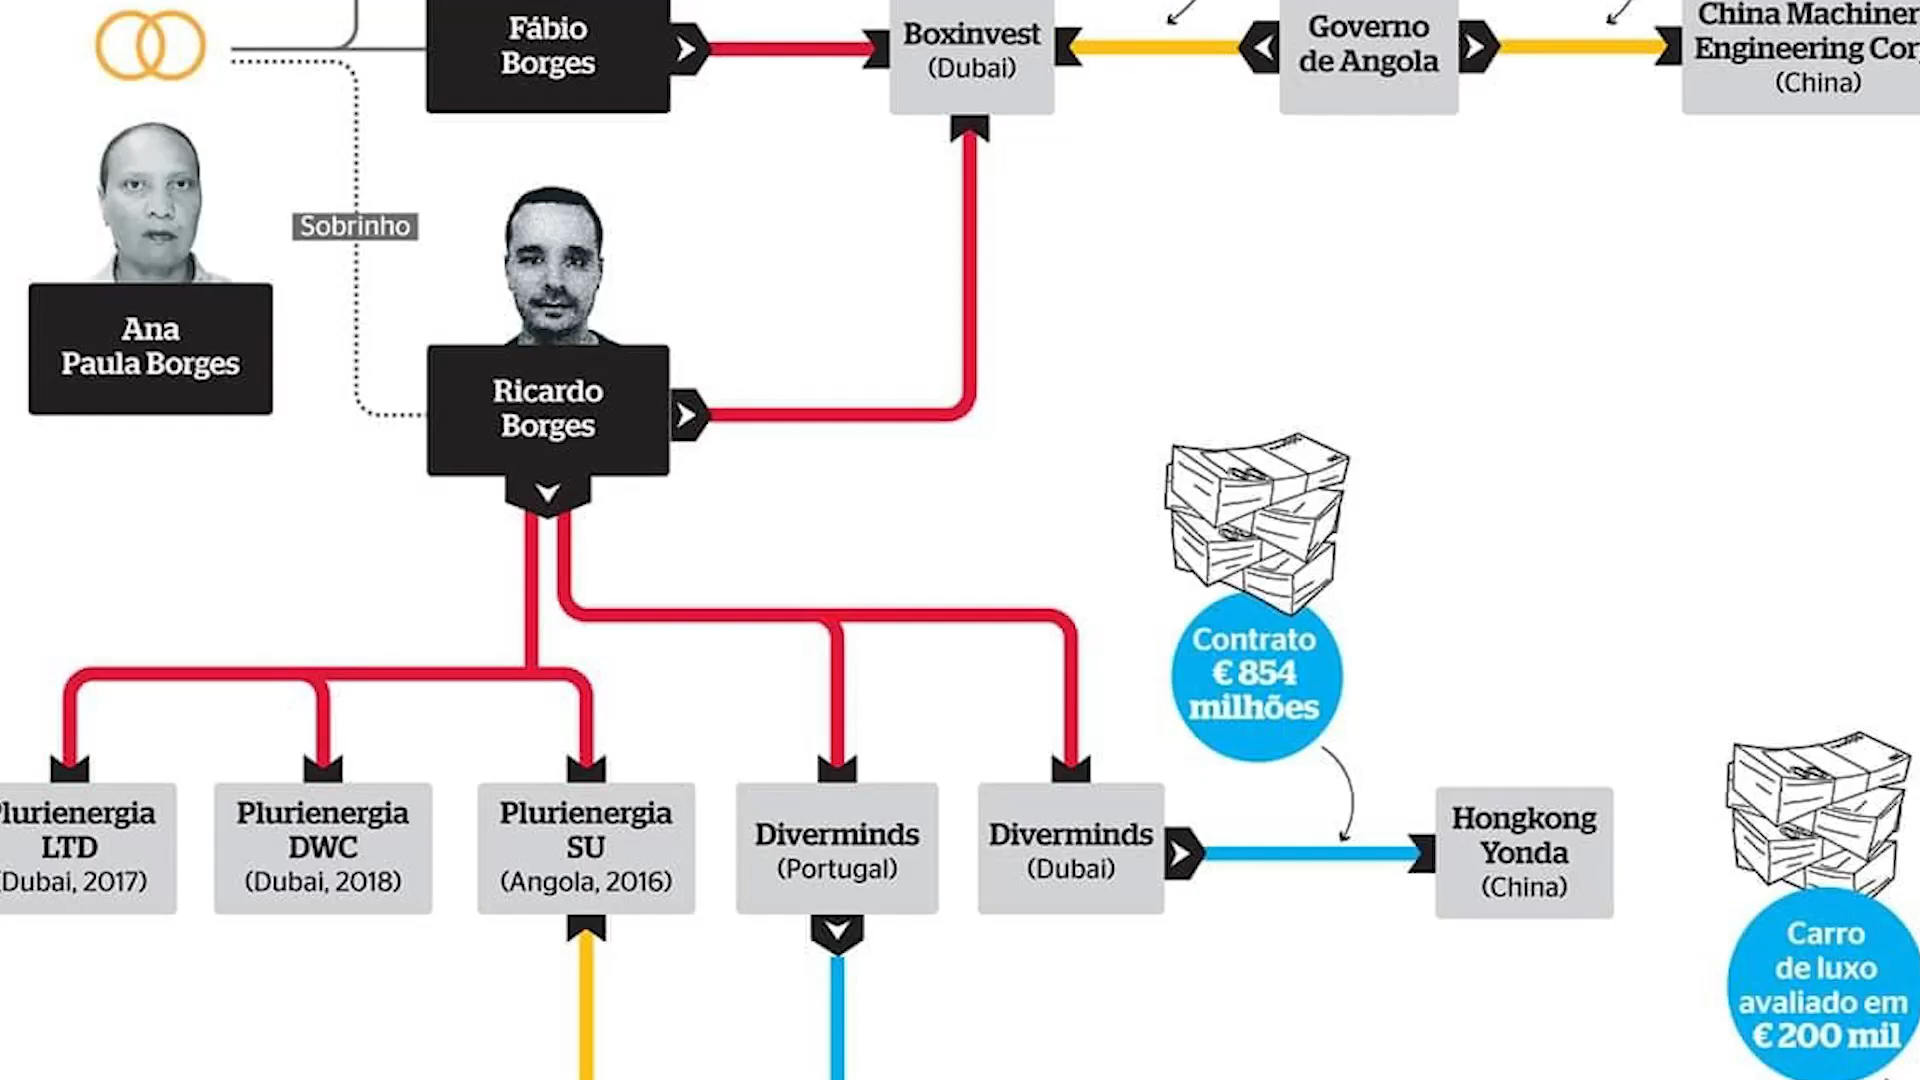 Fábio
Borges
Boxinvest
(Dubai)
Governo
de Angola
China Machiner
Engineering Cor
(China)
Sobrinho
Ana
Paula Borges
Ricardo
Borges
Contrato
€ 854
milhões
Plurienergia
LTD
(Dubai, 2017)
Plurienergia
DWC
(Dubai, 2018)
Plurienergia
SU
(Angola, 2016)
Diverminds
(Portugal)
Diverminds
(Dubai)
Hongkong
Yonda
(China)
Carro
de luxo
avaliado em
€ 200 mil